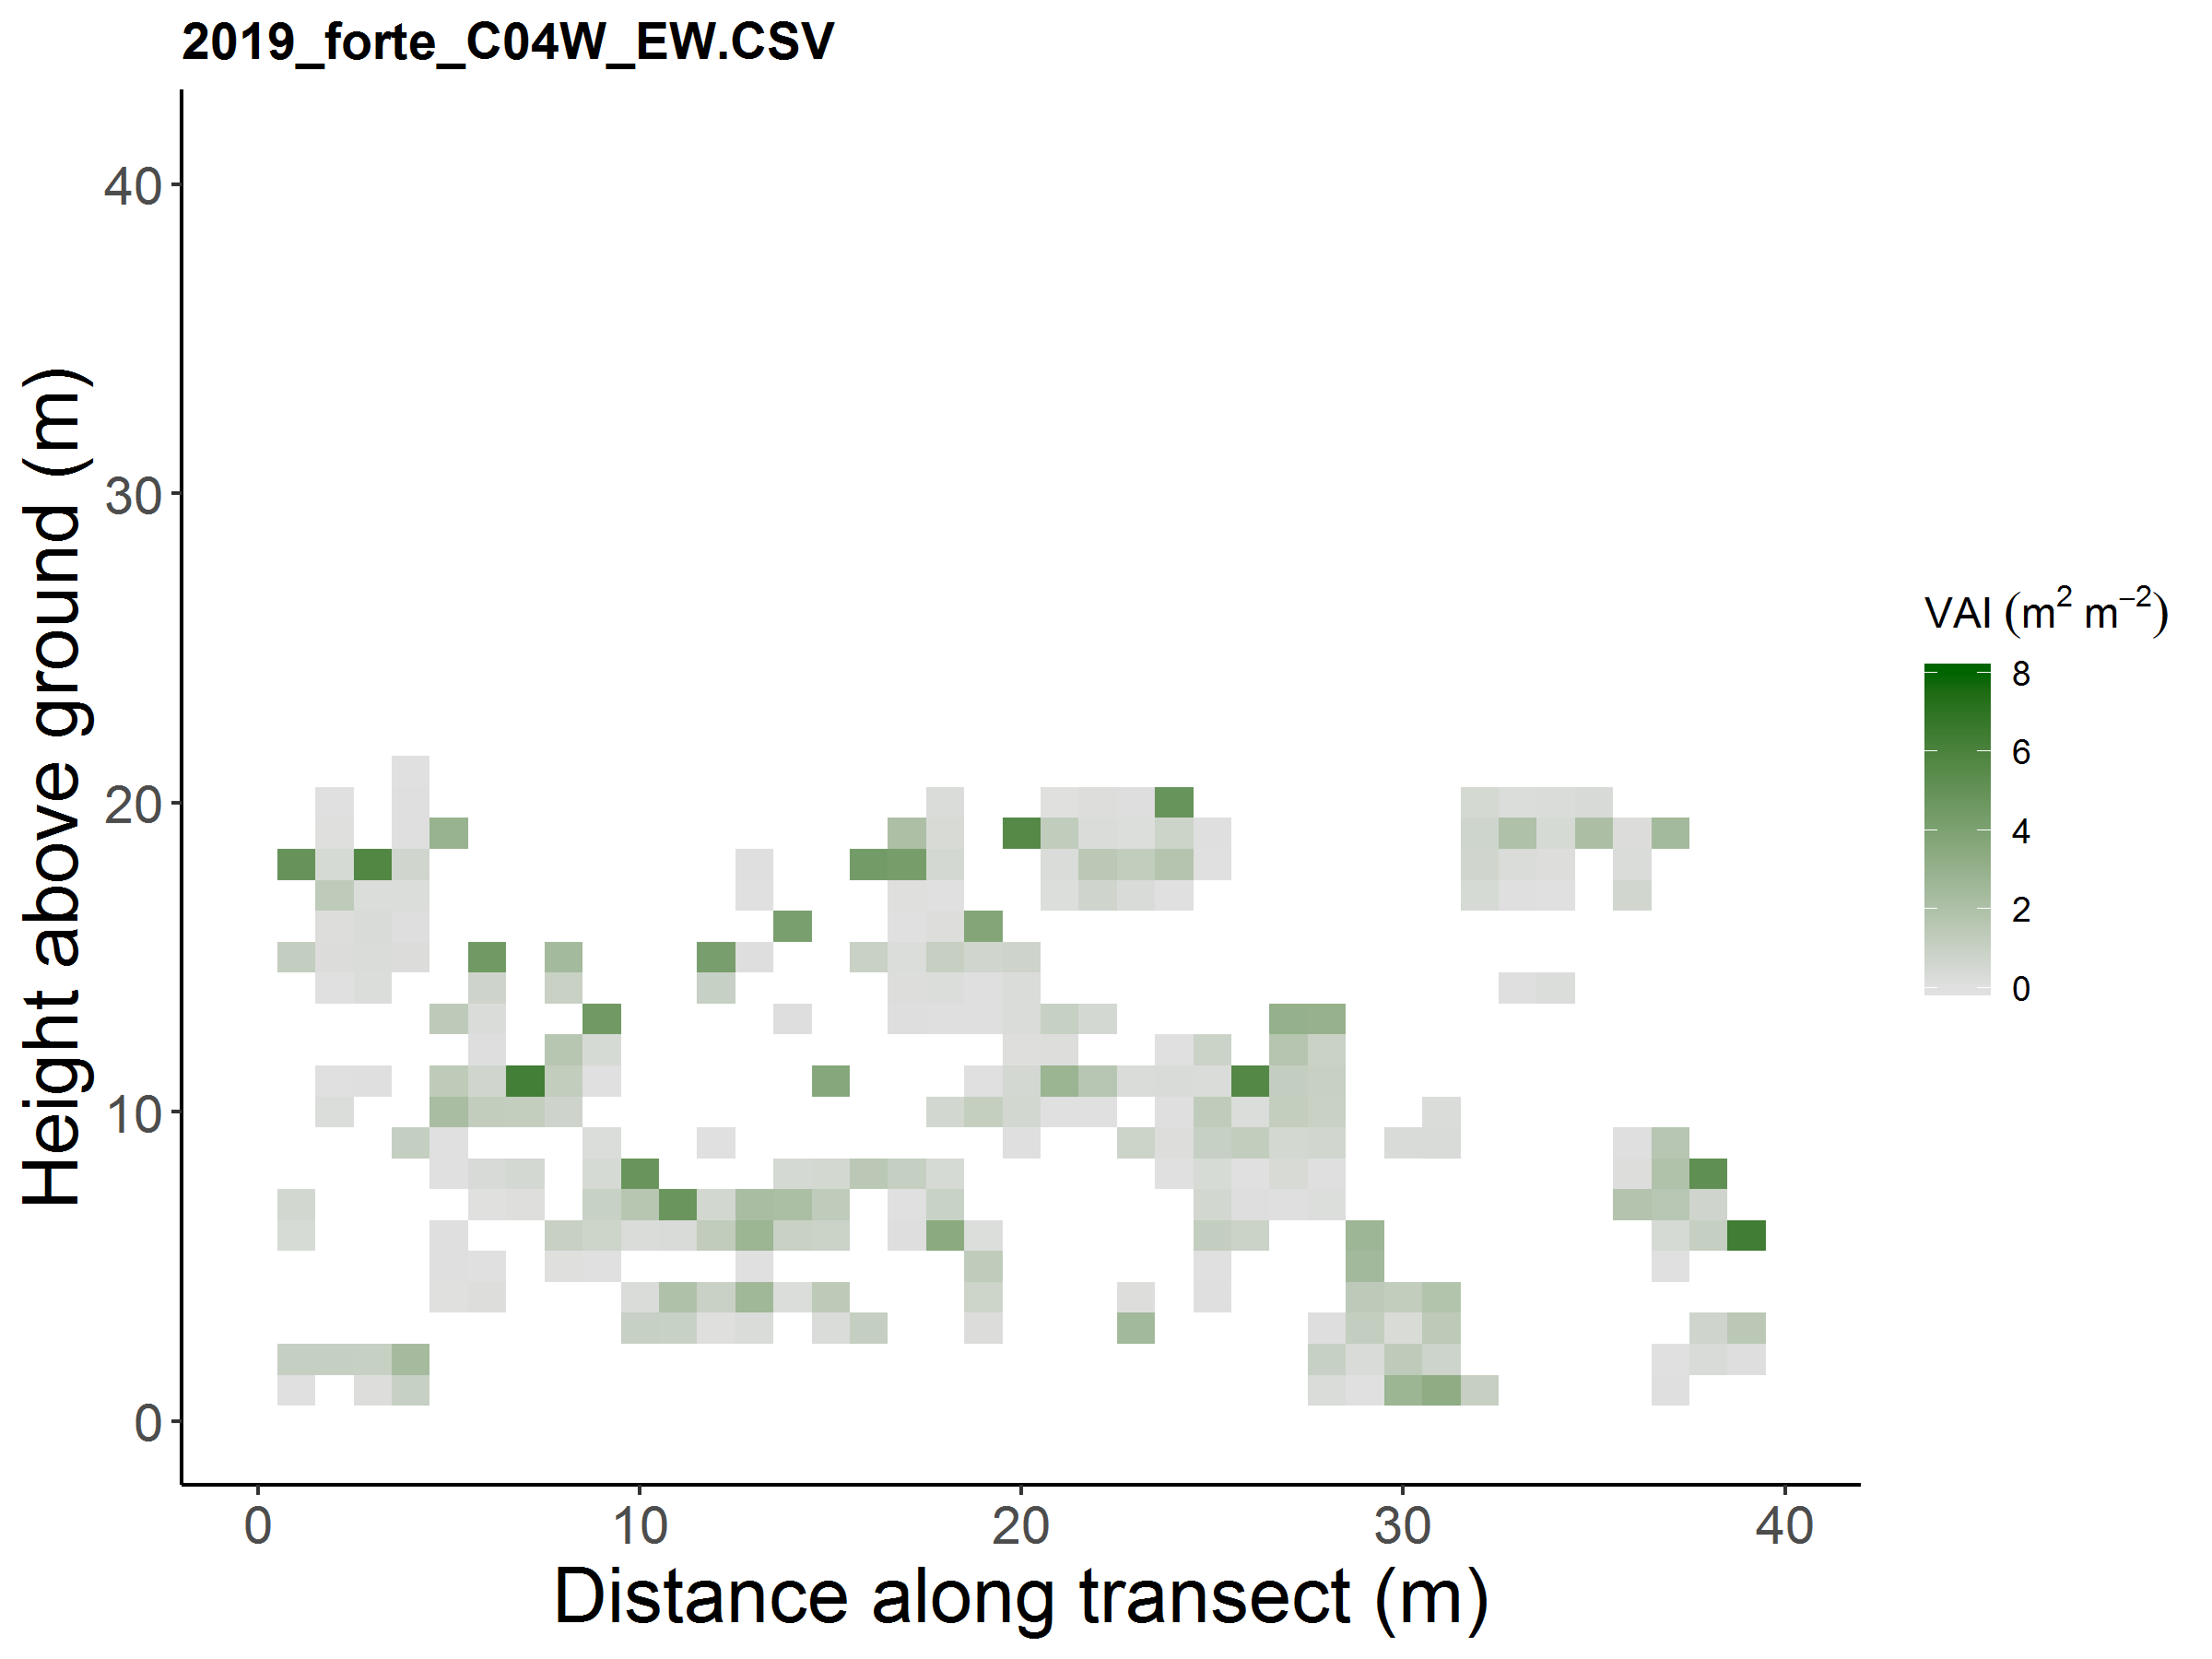 2019_forte_C04W_EW.CSV
Height above ground (m)
40
30
20
10
0
0 10 20 30 40
Distance along transect (m)
VAI (m² m⁻²)
8
6
4
2
0